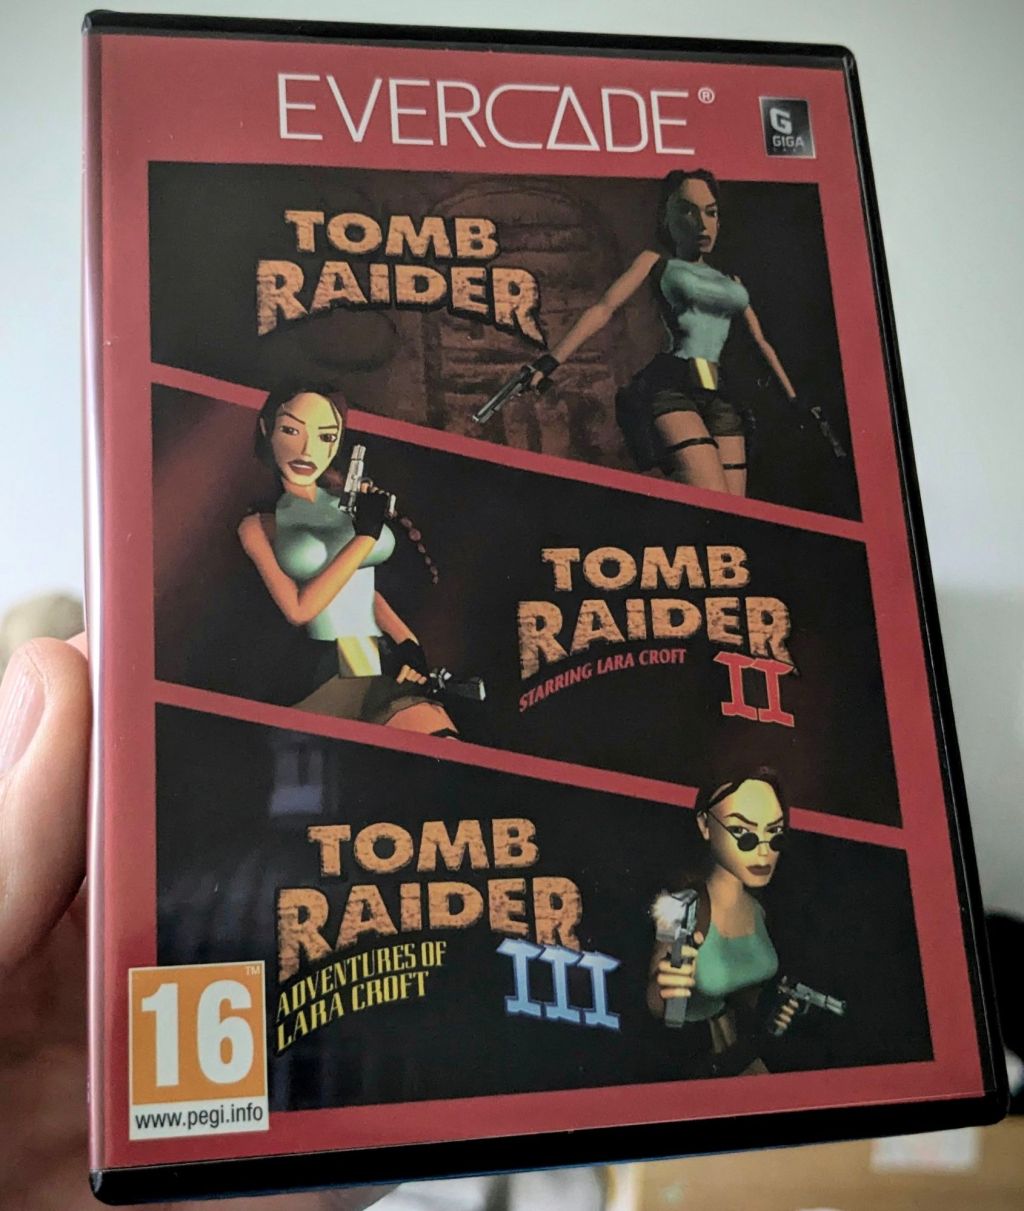 EVERCADE®
G
GIGA
TOMB
RAIDER
TOMB
RAIDER
STARRING LARA CROFT
II
TOMB
RAIDER
ADVENTURES OF
LARA CROFT
III
16™
www.pegi.info